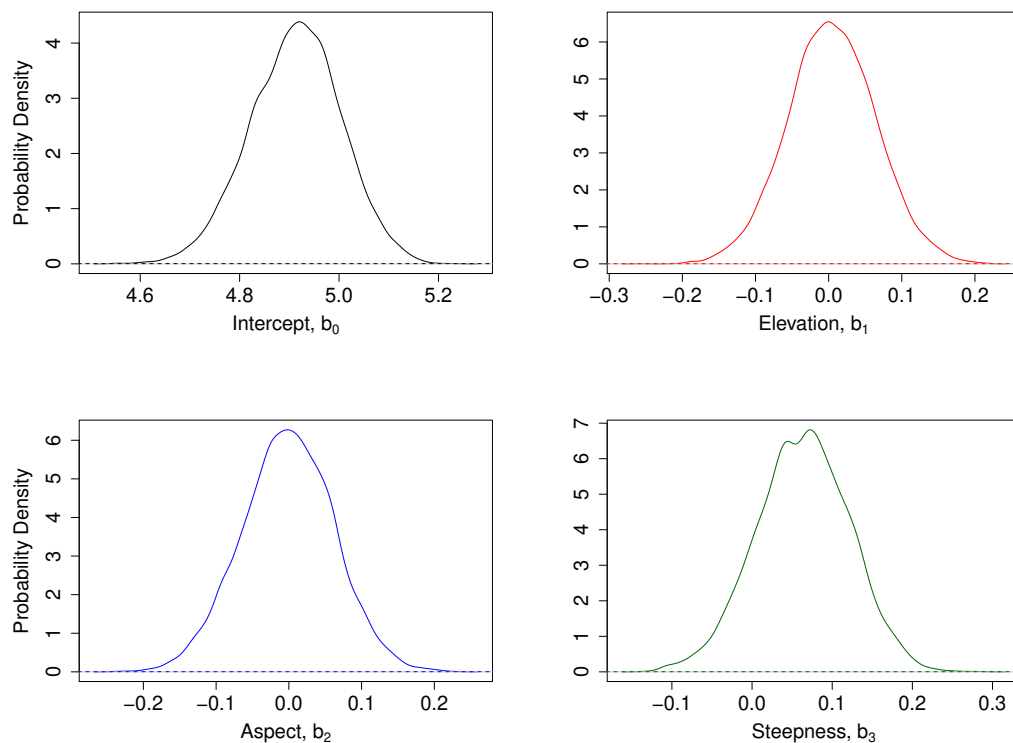 Probability Density
0 1 2 3 4
4.6 4.8 5.0 5.2
Intercept, b₀
0 1 2 3 4 5 6
−0.3 −0.2 −0.1 0.0 0.1 0.2
Elevation, b₁
Probability Density
0 1 2 3 4 5 6
−0.2 −0.1 0.0 0.1 0.2
Aspect, b₂
0 1 2 3 4 5 6 7
−0.1 0.0 0.1 0.2 0.3
Steepness, b₃